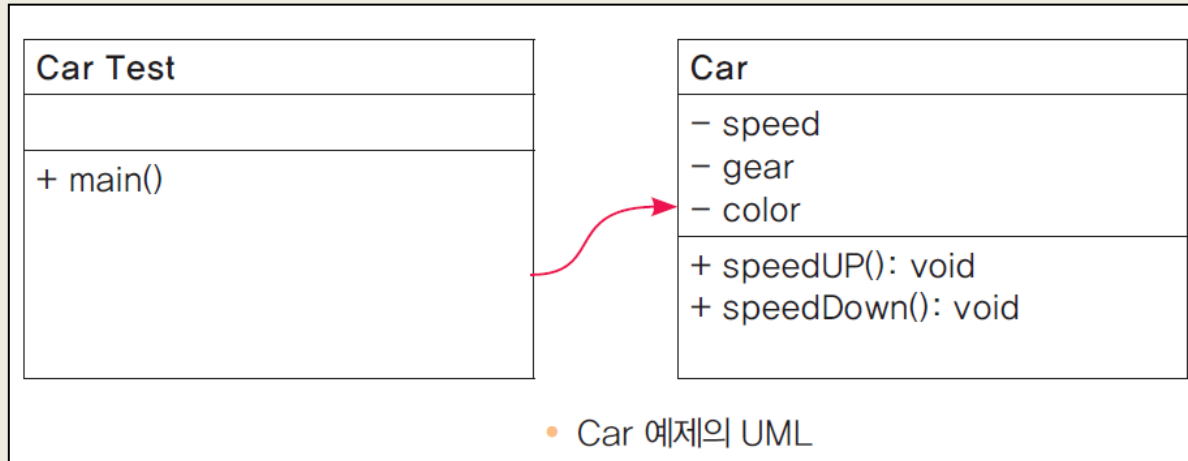 Car Test
+ main()
Car
− speed
− gear
− color
+ speedUP(): void
+ speedDown(): void
• Car 예제의 UML